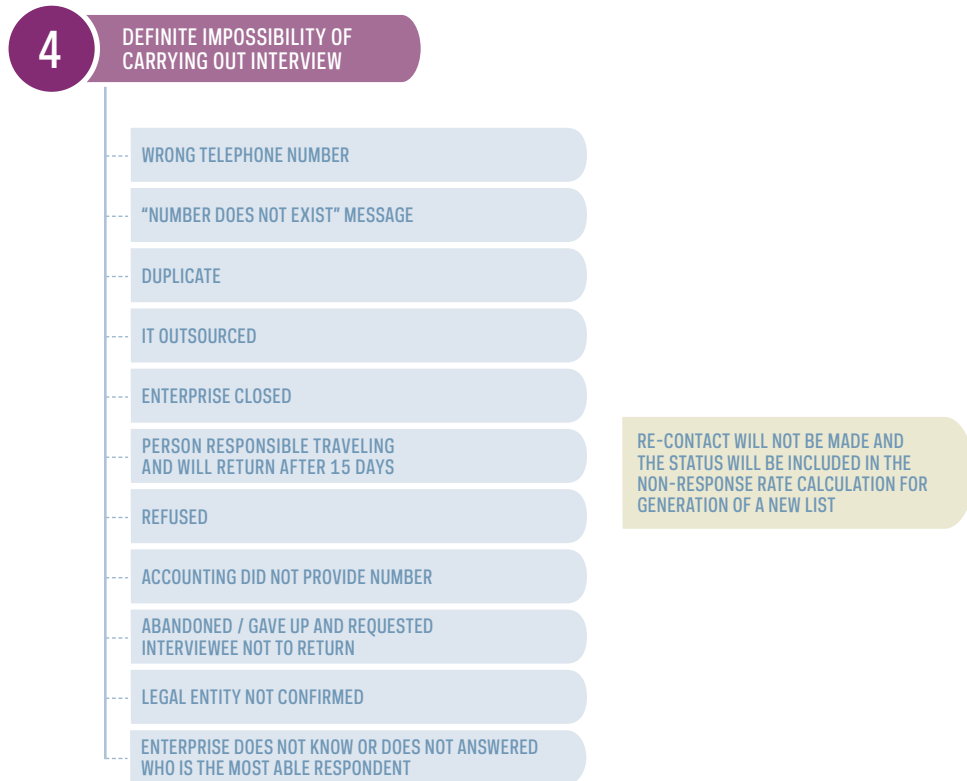 4
DEFINITE IMPOSSIBILITY OF
CARRYING OUT INTERVIEW
WRONG TELEPHONE NUMBER
“NUMBER DOES NOT EXIST” MESSAGE
DUPLICATE
IT OUTSOURCED
ENTERPRISE CLOSED
PERSON RESPONSIBLE TRAVELING
AND WILL RETURN AFTER 15 DAYS
REFUSED
ACCOUNTING DID NOT PROVIDE NUMBER
ABANDONED / GAVE UP AND REQUESTED
INTERVIEWEE NOT TO RETURN
LEGAL ENTITY NOT CONFIRMED
ENTERPRISE DOES NOT KNOW OR DOES NOT ANSWERED
WHO IS THE MOST ABLE RESPONDENT
RE-CONTACT WILL NOT BE MADE AND
THE STATUS WILL BE INCLUDED IN THE
NON-RESPONSE RATE CALCULATION FOR
GENERATION OF A NEW LIST